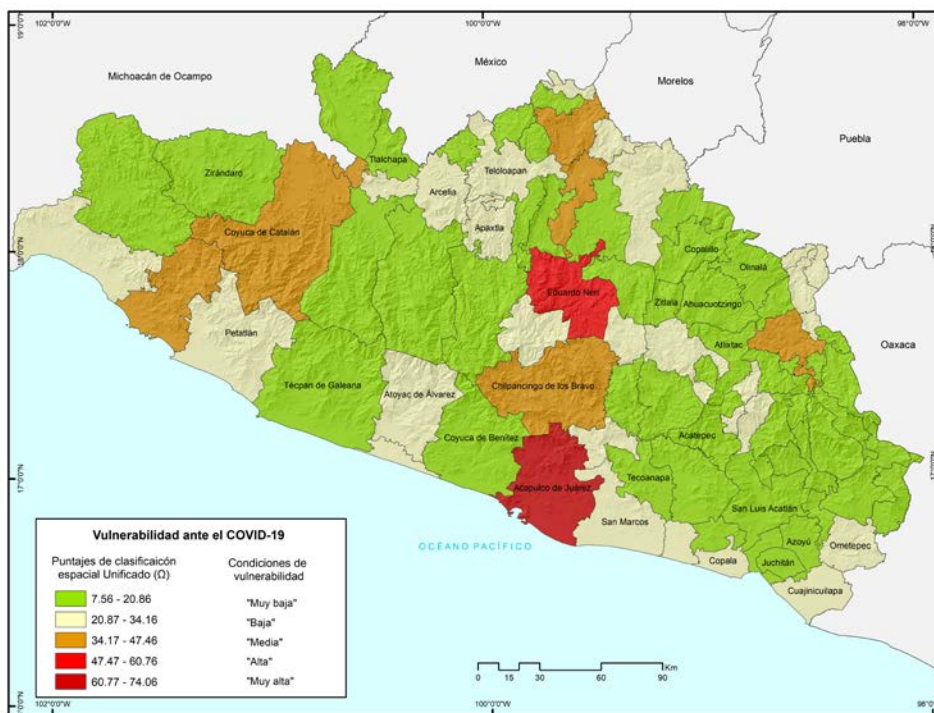 102°0'0"W
100°0'0"W
98°0'0"W
19°0'0"N
Michoacán de Ocampo
México
Morelos
Puebla
Tlalchapa
Zirándaro
Arcelia
Teloloapan
Coyuca de Catalán
Apaxtla
18°0'0"N
Copalillo
Olinalá
Eduardo Neri
Zitlala
Ahuacuotzingo
Petatlán
Atlixtac
Oaxaca
Técpan de Galeana
Chilpancingo de los Bravo
Atoyac de Álvarez
Coyuca de Benítez
Acatepec
17°0'0"N
Acapulco de Juárez
Tecoanapa
San Luis Acatlán
San Marcos
Azoyú
Ometepec
Copala
Juchitán
Cuajinicuilapa
OCÉANO PACÍFICO
Vulnerabilidad ante el COVID-19
Puntajes de clasificaicón
espacial Unificado (Ω)
Condiciones de
vulnerabilidad
7.56 - 20.86 "Muy baja"
20.87 - 34.16 "Baja"
34.17 - 47.46 "Media"
47.47 - 60.76 "Alta"
60.77 - 74.06 "Muy alta"
Km
0 15 30 60 90
102°0'0"W
100°0'0"W